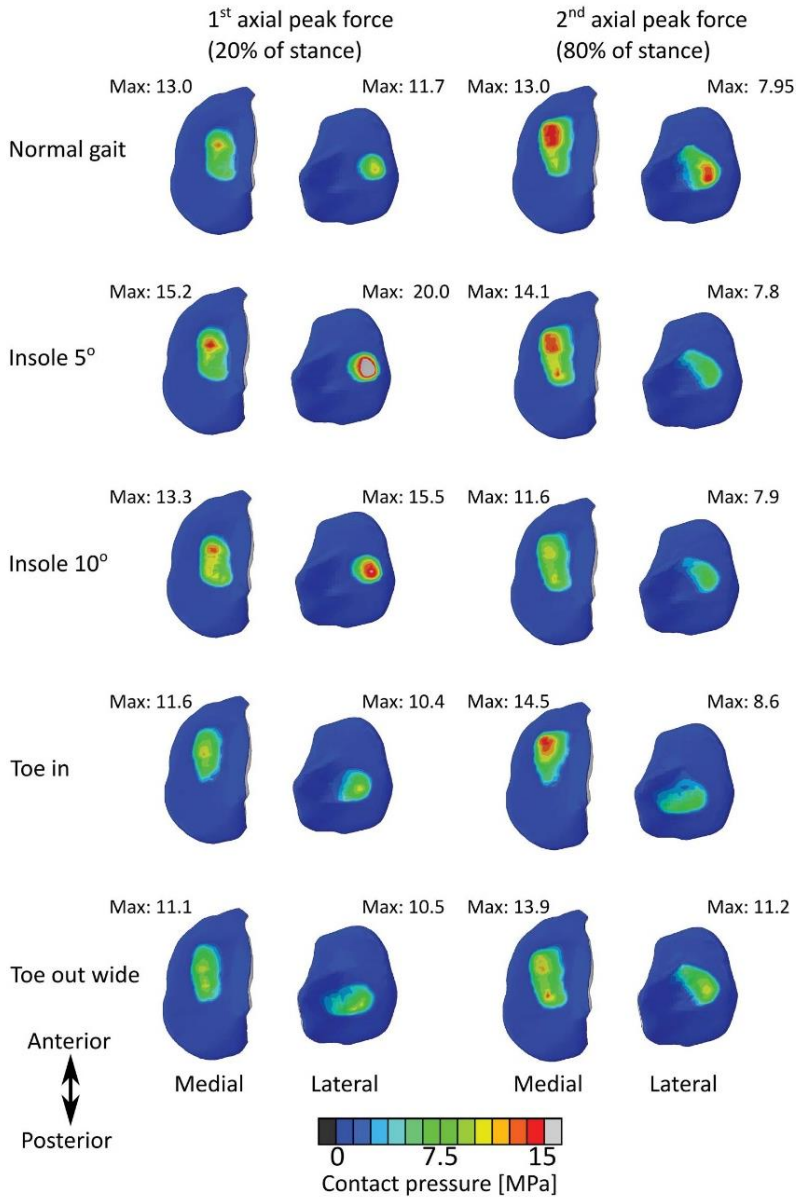 1st axial peak force
(20% of stance)
2nd axial peak force
(80% of stance)
Max: 13.0
Max: 11.7
Max: 13.0
Max: 7.95
Normal gait
Max: 15.2
Max: 20.0
Max: 14.1
Max: 7.8
Insole 5º
Max: 13.3
Max: 15.5
Max: 11.6
Max: 7.9
Insole 10º
Max: 11.6
Max: 10.4
Max: 14.5
Max: 8.6
Toe in
Max: 11.1
Max: 10.5
Max: 13.9
Max: 11.2
Toe out wide
Anterior
Posterior
Medial
Lateral
Medial
Lateral
0
7.5
15
Contact pressure [MPa]